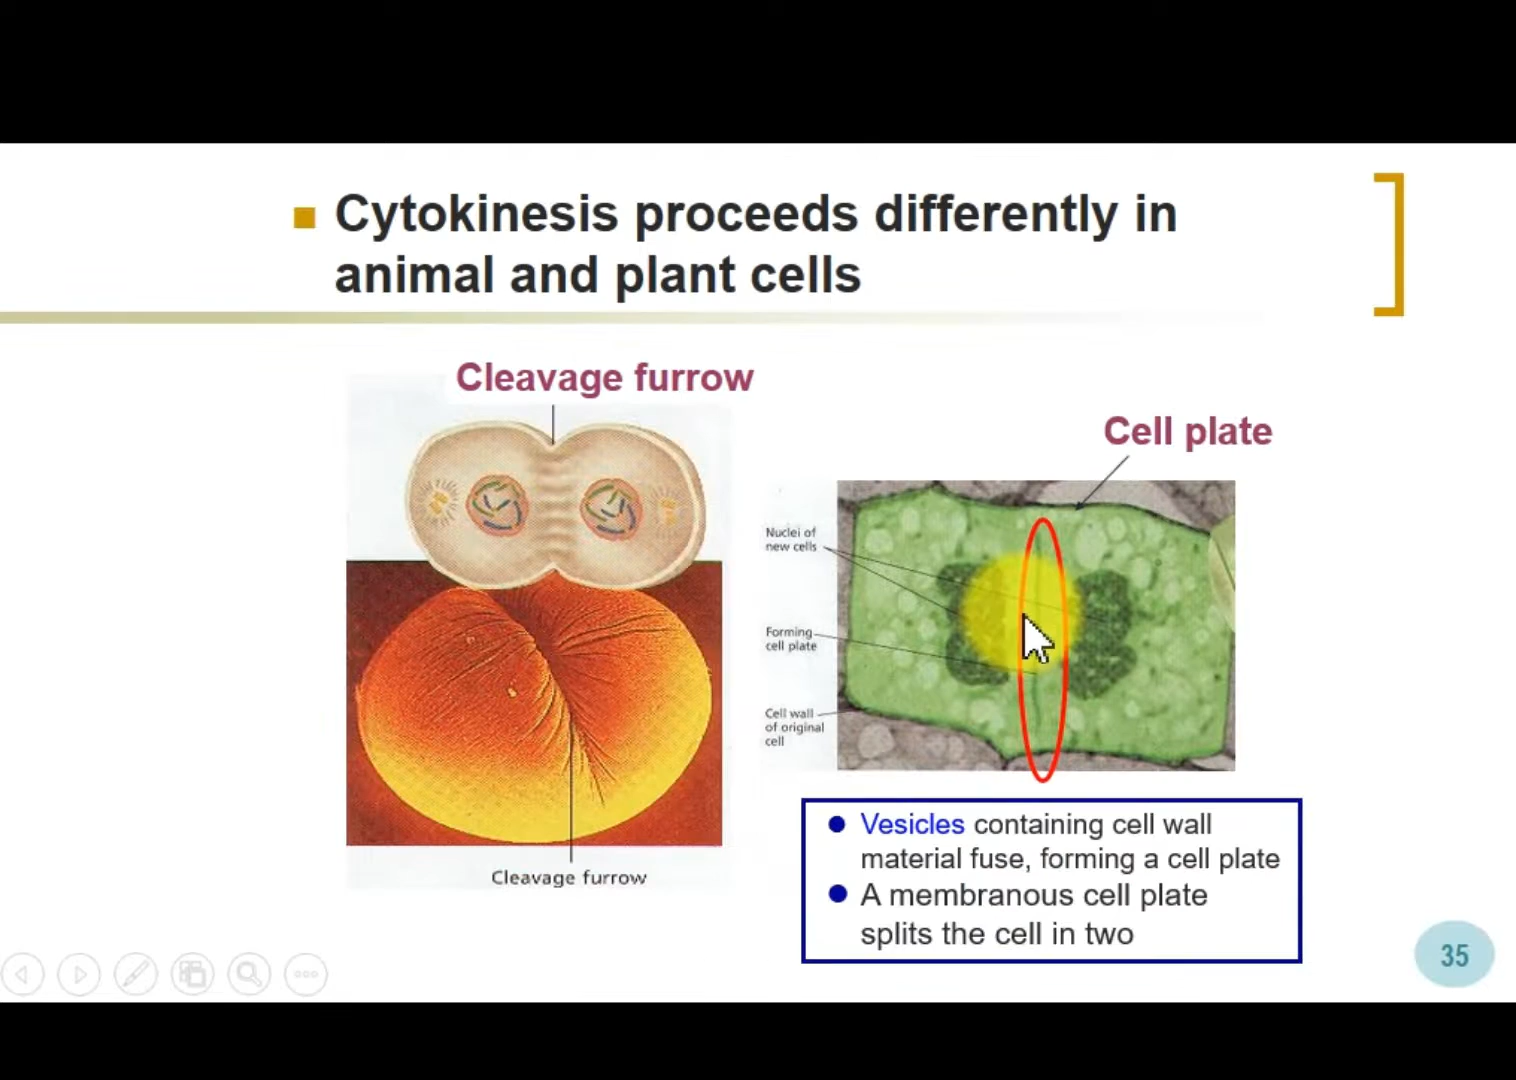 Cytokinesis proceeds differently in
animal and plant cells
Cleavage furrow
Cleavage furrow
Cell plate
Nuclei of
new cells
Forming
cell plate
Cell wall
of original
cell
Vesicles containing cell wall
material fuse, forming a cell plate
A membranous cell plate
splits the cell in two
35